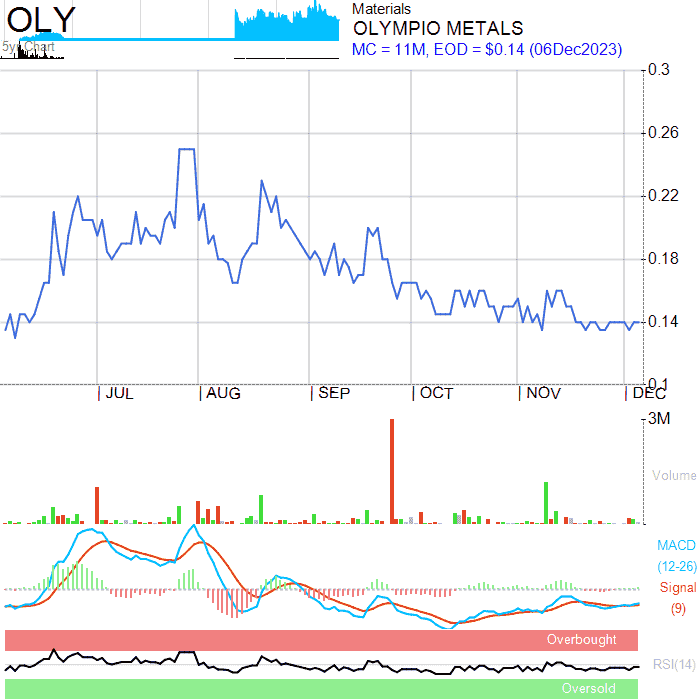 OLY
5yr Chart
Materials
OLYMPIO METALS
MC = 11M, EOD = $0.14 (06Dec2023)
0.3
0.26
0.22
0.18
0.14
0.1
JUL AUG SEP OCT NOV DEC
3M
Volume
MACD
(12-26)
Signal
(9)
Overbought
RSI(14)
Oversold